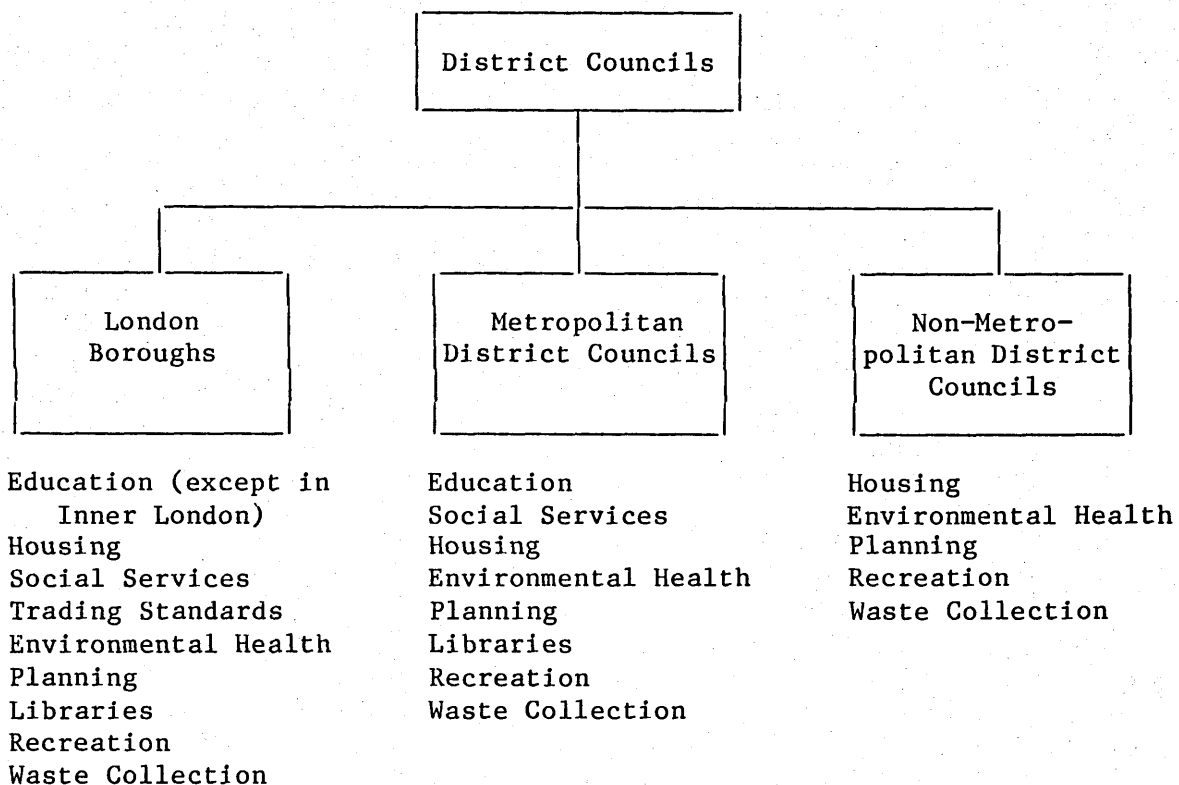 District Councils
London
Boroughs
Metropolitan
District Councils
Non-Metro-
politan District
Councils
Education (except in
Inner London)
Housing
Social Services
Trading Standards
Environmental Health
Planning
Libraries
Recreation
Waste Collection
Education
Social Services
Housing
Environmental Health
Planning
Libraries
Recreation
Waste Collection
Housing
Environmental Health
Planning
Recreation
Waste Collection